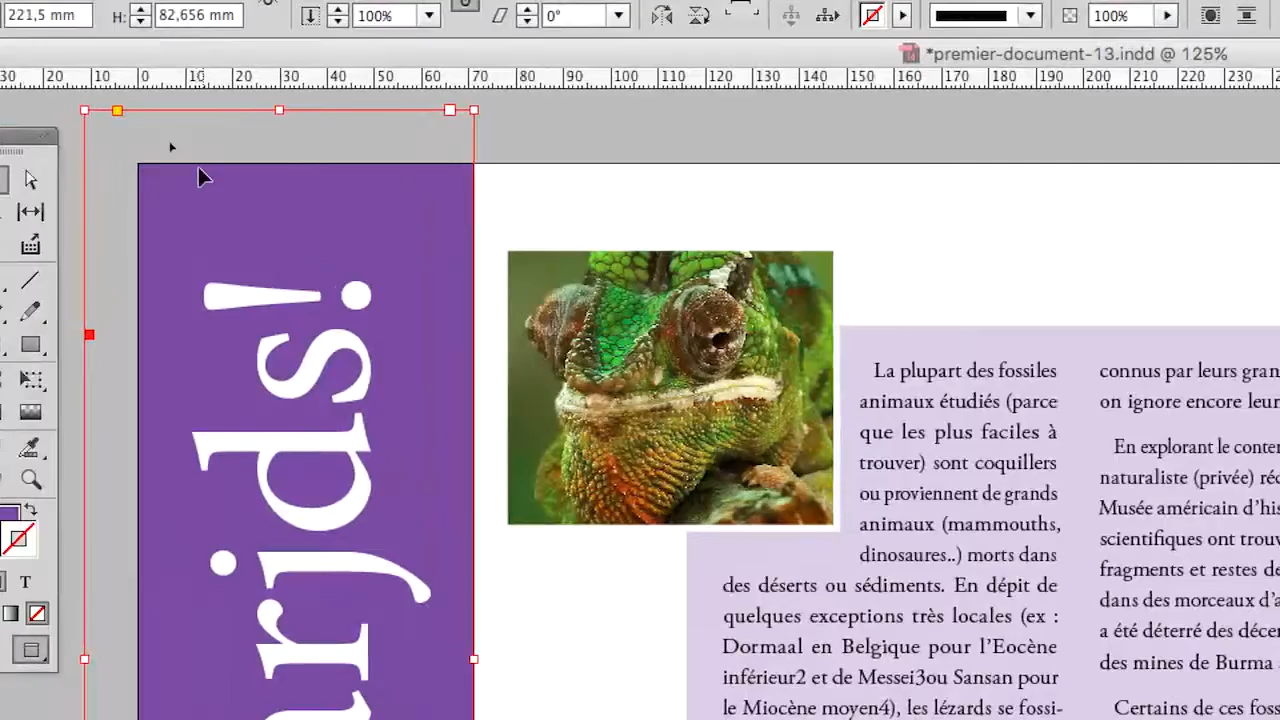 221,5 mm H: 82,656 mm 100% 0° 100%
*premier-document-13.indd @ 125%
30 20 10 0 10 20 30 40 50 60 70 80 90 100 110 120 130 140 150 160 170 180 190 200 210 220 230
T
rjds!
La plupart des fossiles
animaux étudiés (parce
que les plus faciles à
trouver) sont coquillers
ou proviennent de grands
animaux (mammouths,
dinosaures..) morts dans
des déserts ou sédiments. En dépit de
quelques exceptions très locales (ex :
Dormaal en Belgique pour l’Eocène
inférieur2 et de Messei3ou Sansan pour
le Miocène moyen4), les lézards se fossi-
connus par leurs gran
on ignore encore leur
En explorant le conten
naturaliste (privée) réc
Musée américain d’his
scientifiques ont trouv
fragments et restes de
dans des morceaux d’a
a été déterré des décen
des mines de Burma
Certains de ces foss